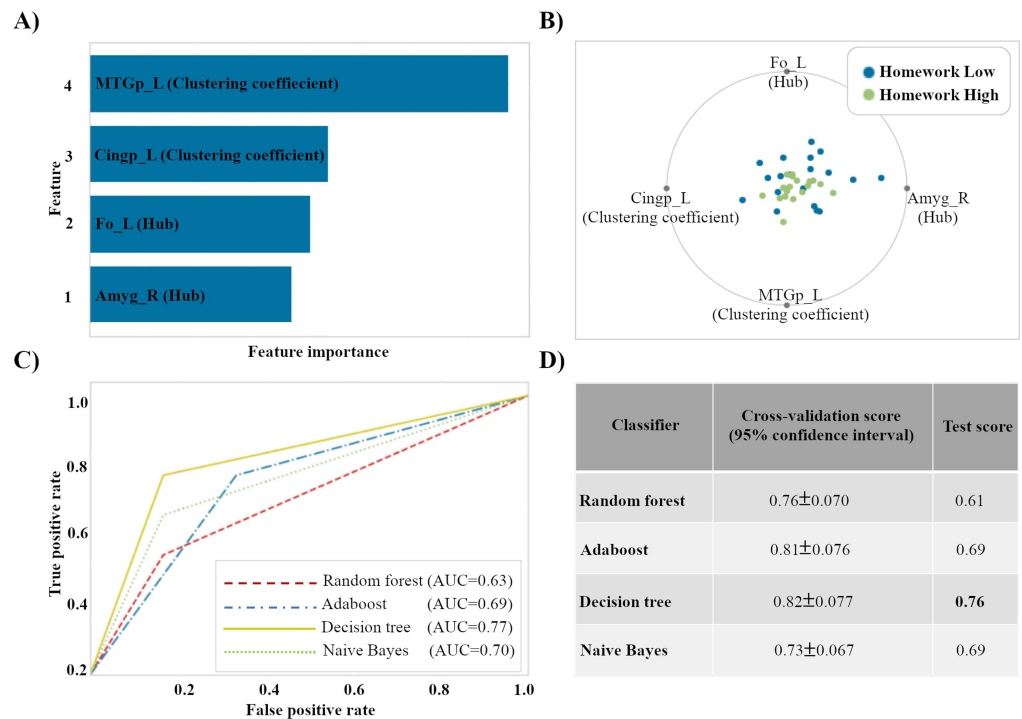 A)
Feature
4
MTGp_L (Clustering coeffiecient)
3
Cingp_L (Clustering coefficient)
2
Fo_L (Hub)
1
Amyg_R (Hub)
Feature importance
B)
Homework Low
Homework High
Fo_L
(Hub)
Cingp_L
(Clustering coefficient)
Amyg_R
(Hub)
MTGp_L
(Clustering coefficient)
C)
True positive rate
1.0
0.8
0.6
0.4
0.2
Random forest (AUC=0.63)
Adaboost (AUC=0.69)
Decision tree (AUC=0.77)
Naive Bayes (AUC=0.70)
0.2 0.4 0.6 0.8 1.0
False positive rate
D)
Classifier Cross-validation score Test score
(95% confidence interval)
Random forest 0.76±0.070 0.61
Adaboost 0.81±0.076 0.69
Decision tree 0.82±0.077 0.76
Naive Bayes 0.73±0.067 0.69